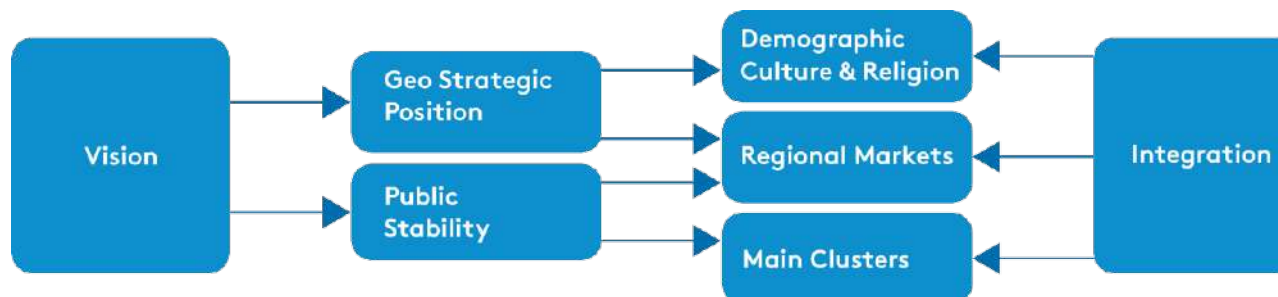 Vision
Geo Strategic
Position
Public
Stability
Demographic
Culture & Religion
Regional Markets
Main Clusters
Integration